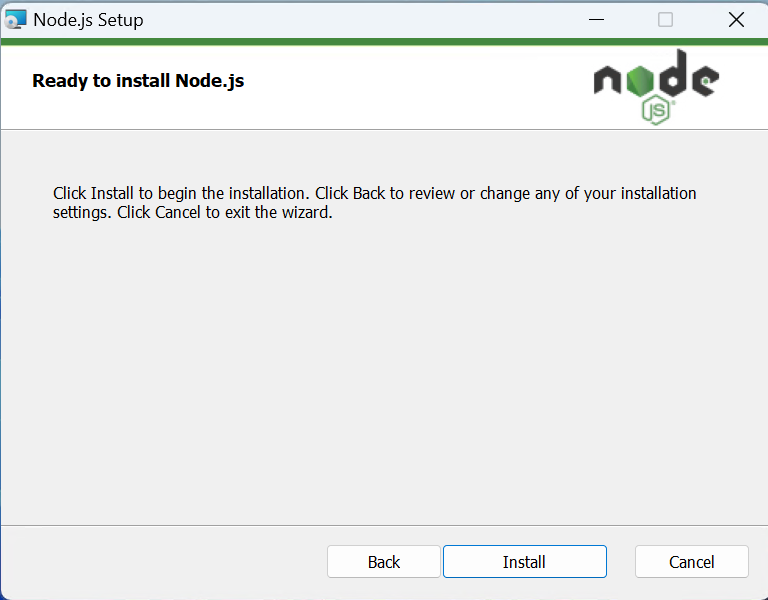 Node.js Setup
Ready to install Node.js
node
JS
Click Install to begin the installation. Click Back to review or change any of your installation
settings. Click Cancel to exit the wizard.
Back
Install
Cancel